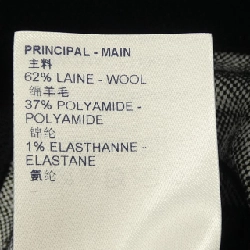 PRINCIPAL - MAIN
主料
62% LAINE - WOOL
绵羊毛
37% POLYAMIDE -
POLYAMIDE
锦纶
1% ELASTHANNE -
ELASTANE
氨纶